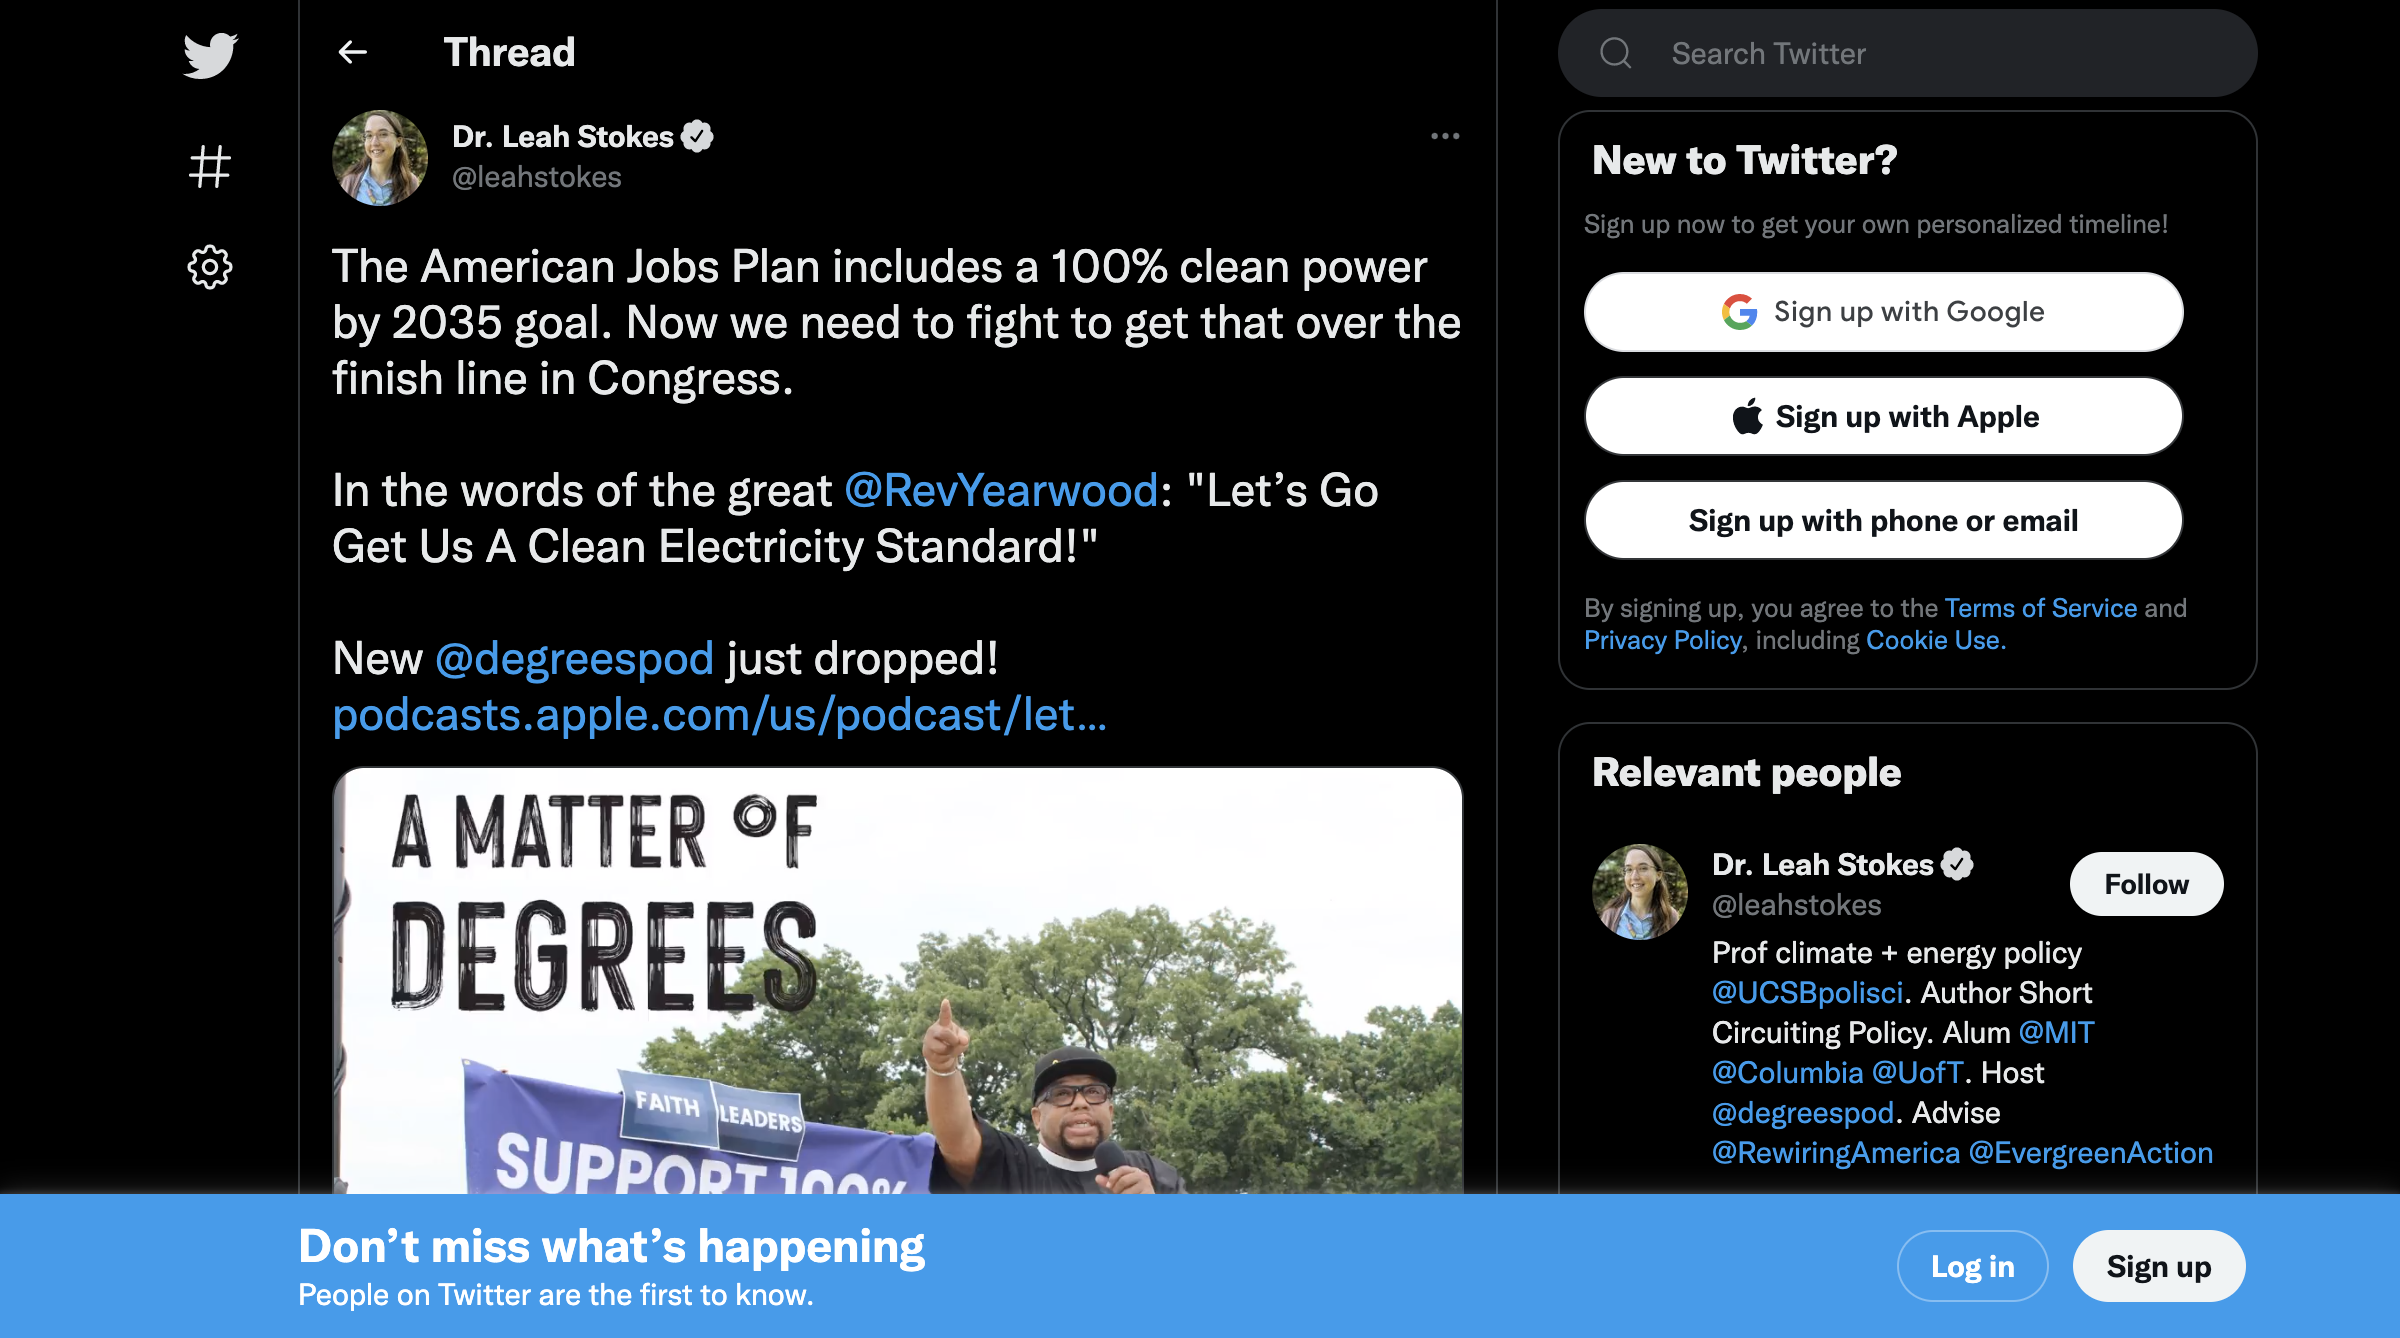 Thread
Dr. Leah Stokes
@leahstokes
The American Jobs Plan includes a 100% clean power
by 2035 goal. Now we need to fight to get that over the
finish line in Congress.
In the words of the great @RevYearwood: "Let’s Go
Get Us A Clean Electricity Standard!"
New @degreespod just dropped!
podcasts.apple.com/us/podcast/let…
A MATTER OF
DEGREES
FAITH LEADERS
SUPPORT 100%
Search Twitter
New to Twitter?
Sign up now to get your own personalized timeline!
Sign up with Google
Sign up with Apple
Sign up with phone or email
By signing up, you agree to the Terms of Service and
Privacy Policy, including Cookie Use.
Relevant people
Dr. Leah Stokes
@leahstokes
Follow
Prof climate + energy policy
@UCSBpolisci. Author Short
Circuiting Policy. Alum @MIT
@Columbia @UofT. Host
@degreespod. Advise
@RewiringAmerica @EvergreenAction
Don’t miss what’s happening
People on Twitter are the first to know.
Log in
Sign up